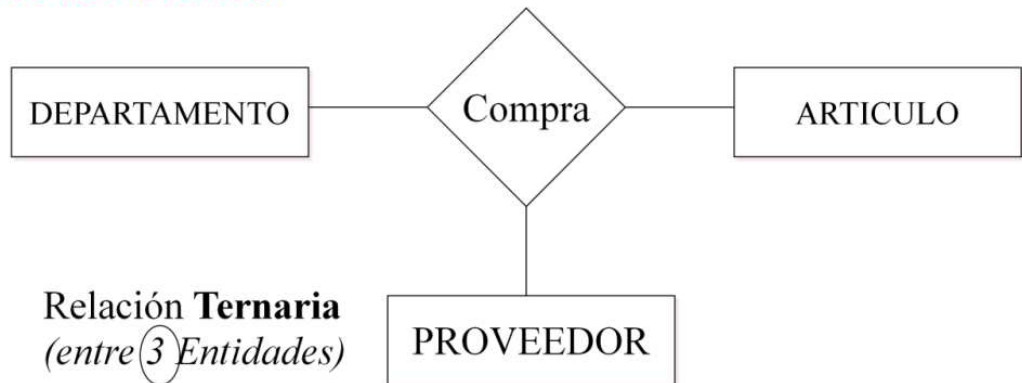 DEPARTAMENTO
Compra
ARTICULO
Relación Ternaria
(entre 3 Entidades)
PROVEEDOR